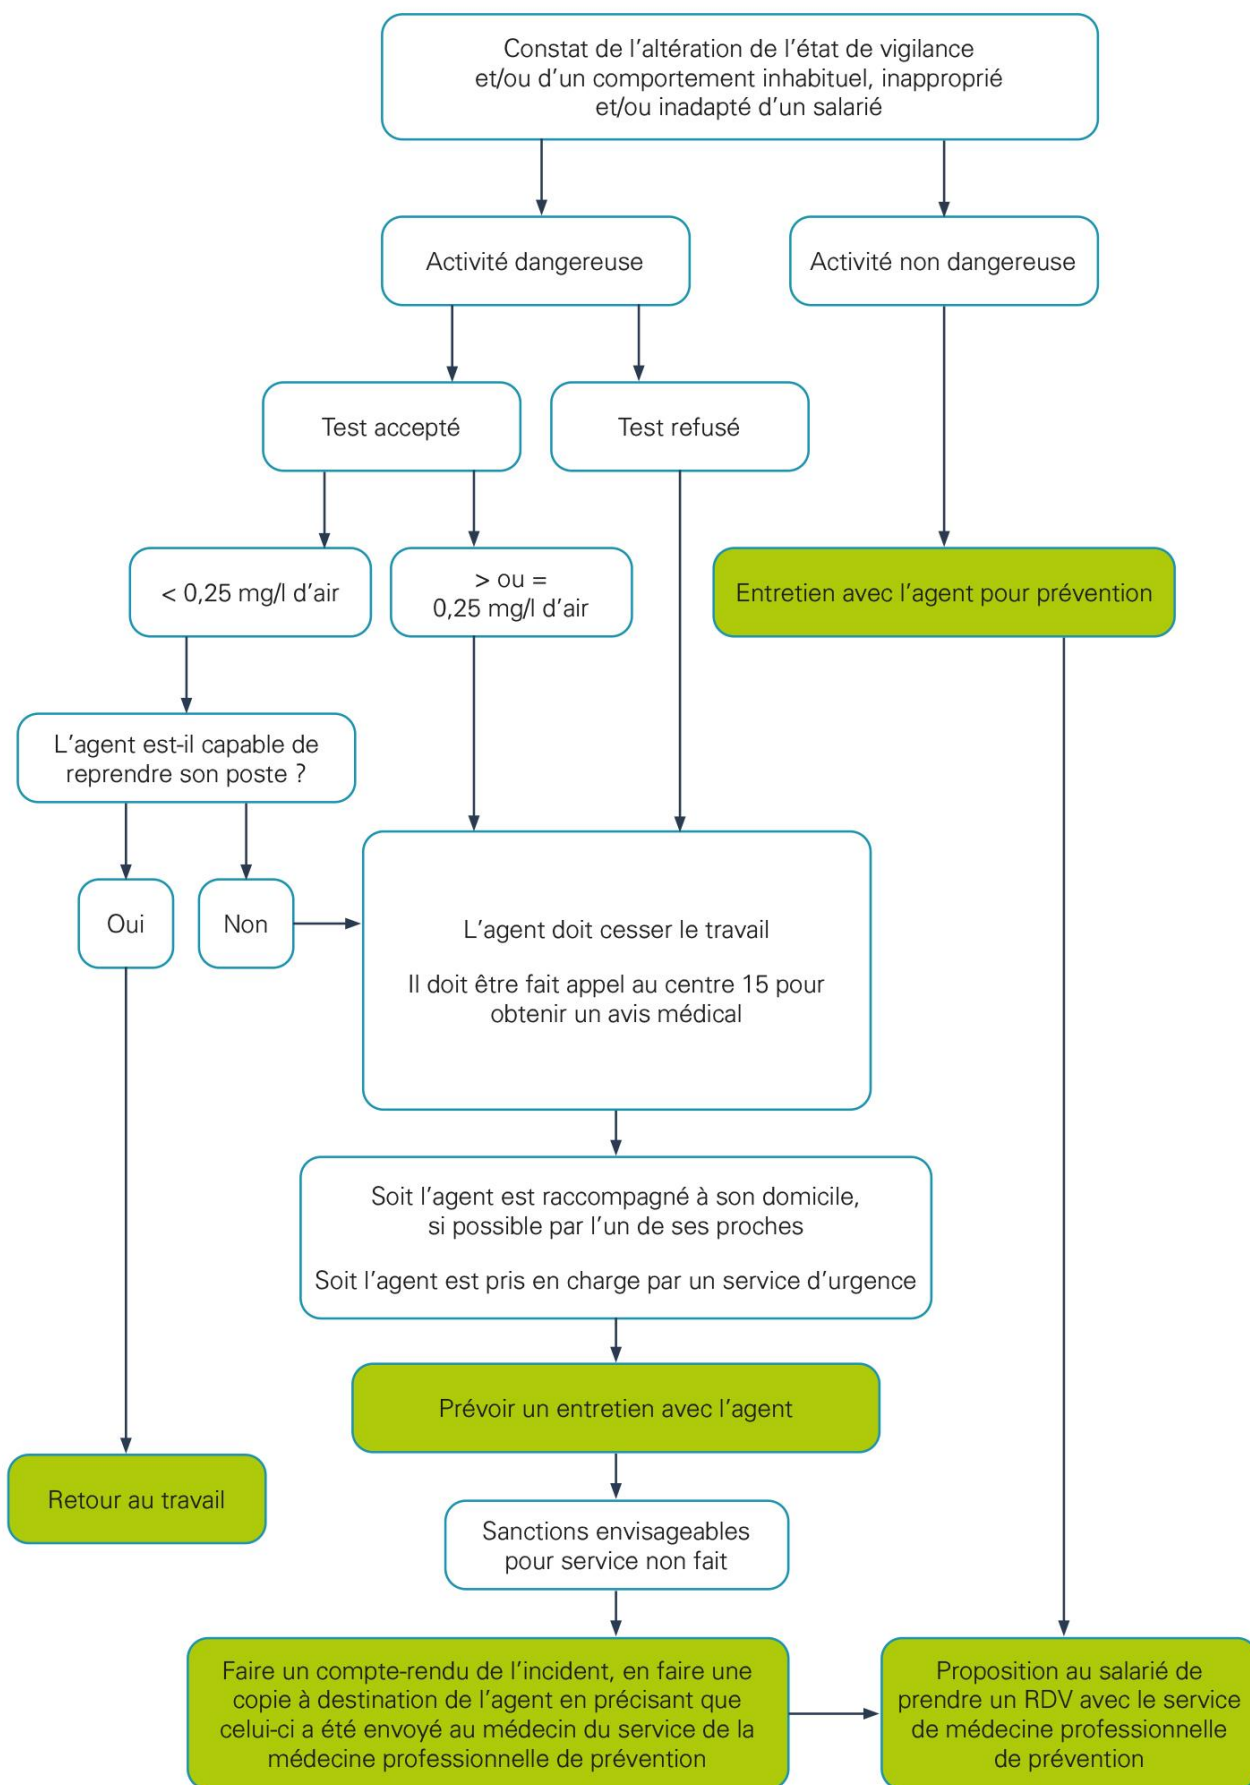 Constat de l'altération de l'état de vigilance
et/ou d'un comportement inhabituel, inapproprié
et/ou inadapté d'un salarié
Activité dangereuse
Activité non dangereuse
Test accepté
Test refusé
< 0,25 mg/l d'air
> ou =
0,25 mg/l d'air
Entretien avec l'agent pour prévention
L'agent est-il capable de
reprendre son poste ?
Oui
Non
L'agent doit cesser le travail
Il doit être fait appel au centre 15 pour
obtenir un avis médical
Soit l'agent est raccompagné à son domicile,
si possible par l'un de ses proches
Soit l'agent est pris en charge par un service d'urgence
Prévoir un entretien avec l'agent
Retour au travail
Sanctions envisageables
pour service non fait
Faire un compte-rendu de l'incident, en faire une
copie à destination de l'agent en précisant que
celui-ci a été envoyé au médecin du service de la
médecine professionnelle de prévention
Proposition au salarié de
prendre un RDV avec le service
de médecine professionnelle
de prévention